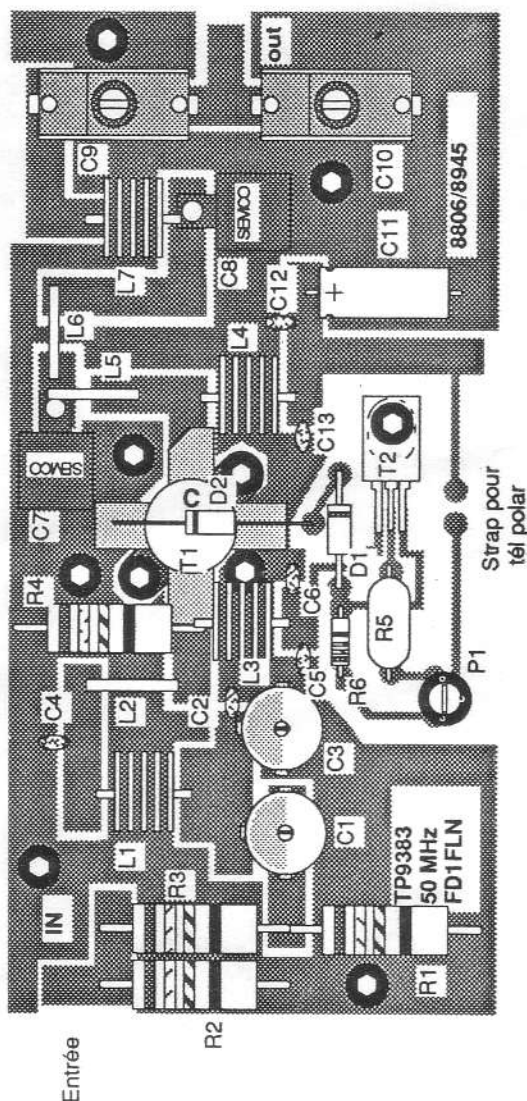 out
C9
C10
C11
8806/8945
L7
SEMCO
C8
C12
L6
L5
L4
SEMCO
C7
C13
D2
C
T1
T2
D1
Strap pour
tél polar
R4
C6
R5
L3
C5
R6
P1
C4
L2
C2
C3
C1
L1
IN
R3
TP9383
50 MHz
FD1FLN
R1
R2
Entrée
+